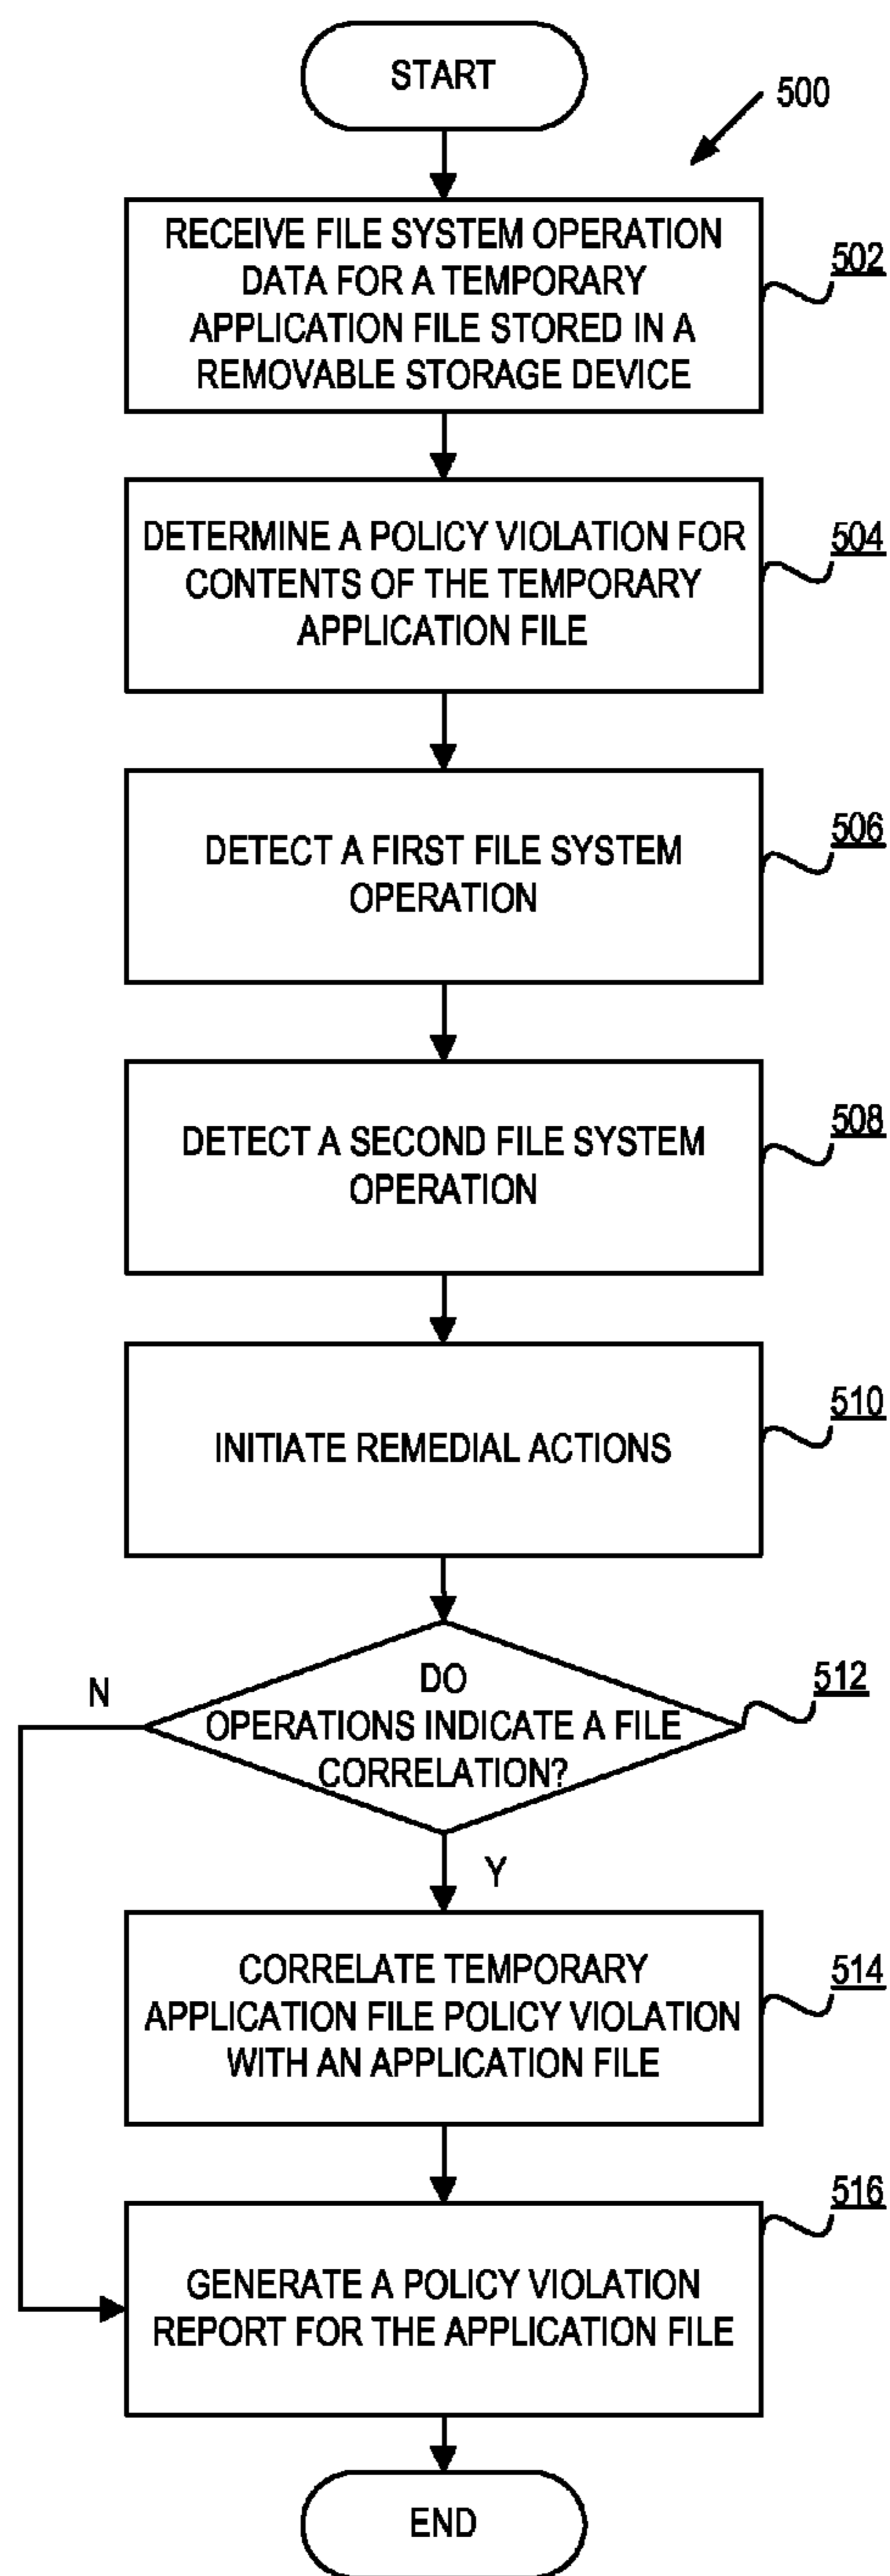 START
500
RECEIVE FILE SYSTEM OPERATION
DATA FOR A TEMPORARY
APPLICATION FILE STORED IN A
REMOVABLE STORAGE DEVICE
502
DETERMINE A POLICY VIOLATION FOR
CONTENTS OF THE TEMPORARY
APPLICATION FILE
504
DETECT A FIRST FILE SYSTEM
OPERATION
506
DETECT A SECOND FILE SYSTEM
OPERATION
508
INITIATE REMEDIAL ACTIONS
510
N
DO
OPERATIONS INDICATE A FILE
CORRELATION?
512
Y
CORRELATE TEMPORARY
APPLICATION FILE POLICY VIOLATION
WITH AN APPLICATION FILE
514
GENERATE A POLICY VIOLATION
REPORT FOR THE APPLICATION FILE
516
END